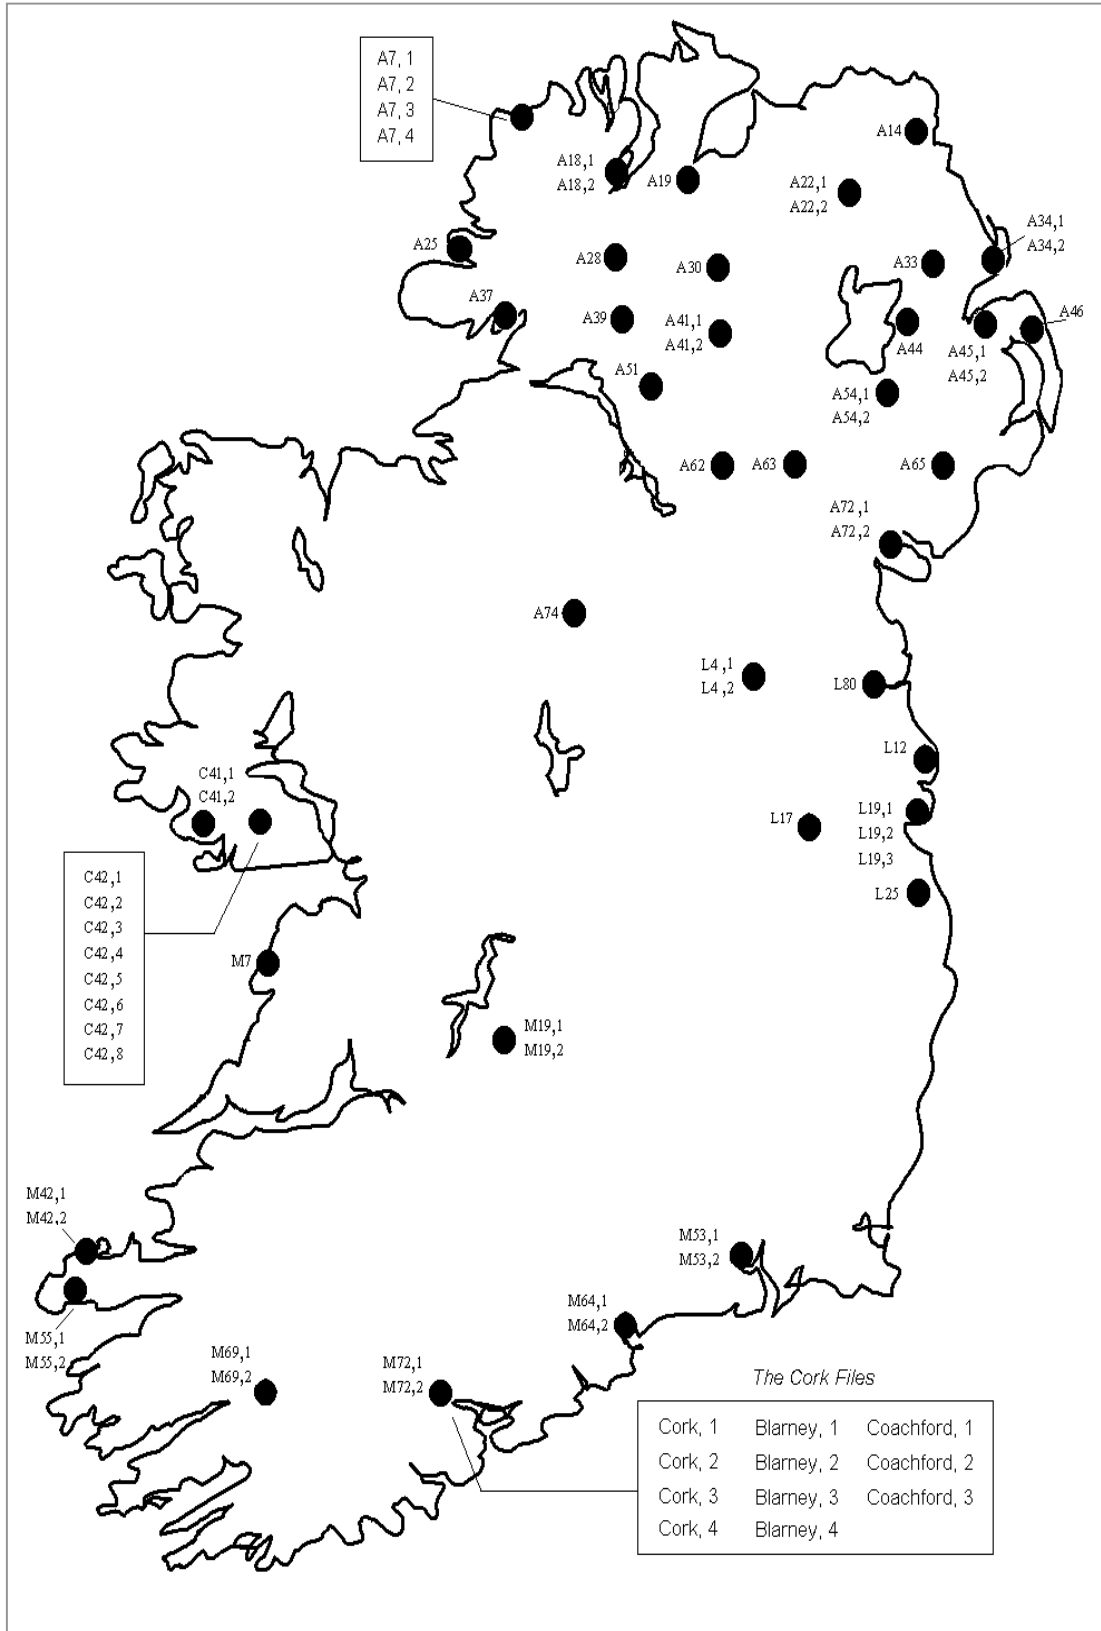 A7, 1
A7, 2
A7, 3
A7, 4
A14
A18,1
A18,2
A19
A22,1
A22,2
A34,1
A34,2
A25
A28
A30
A33
A37
A39
A41,1
A41,2
A44
A45,1
A45,2
A46
A51
A54,1
A54,2
A62
A63
A65
A72,1
A72,2
A74
L4,1
L4,2
L80
L12
C41,1
C41,2
L17
L19,1
L19,2
L19,3
L25
C42,1
C42,2
C42,3
C42,4
C42,5
C42,6
C42,7
C42,8
M7
M19,1
M19,2
M42,1
M42,2
M53,1
M53,2
M55,1
M55,2
M64,1
M64,2
M69,1
M69,2
M72,1
M72,2
The Cork Files
Cork, 1 Blarney, 1 Coachford, 1
Cork, 2 Blarney, 2 Coachford, 2
Cork, 3 Blarney, 3 Coachford, 3
Cork, 4 Blarney, 4